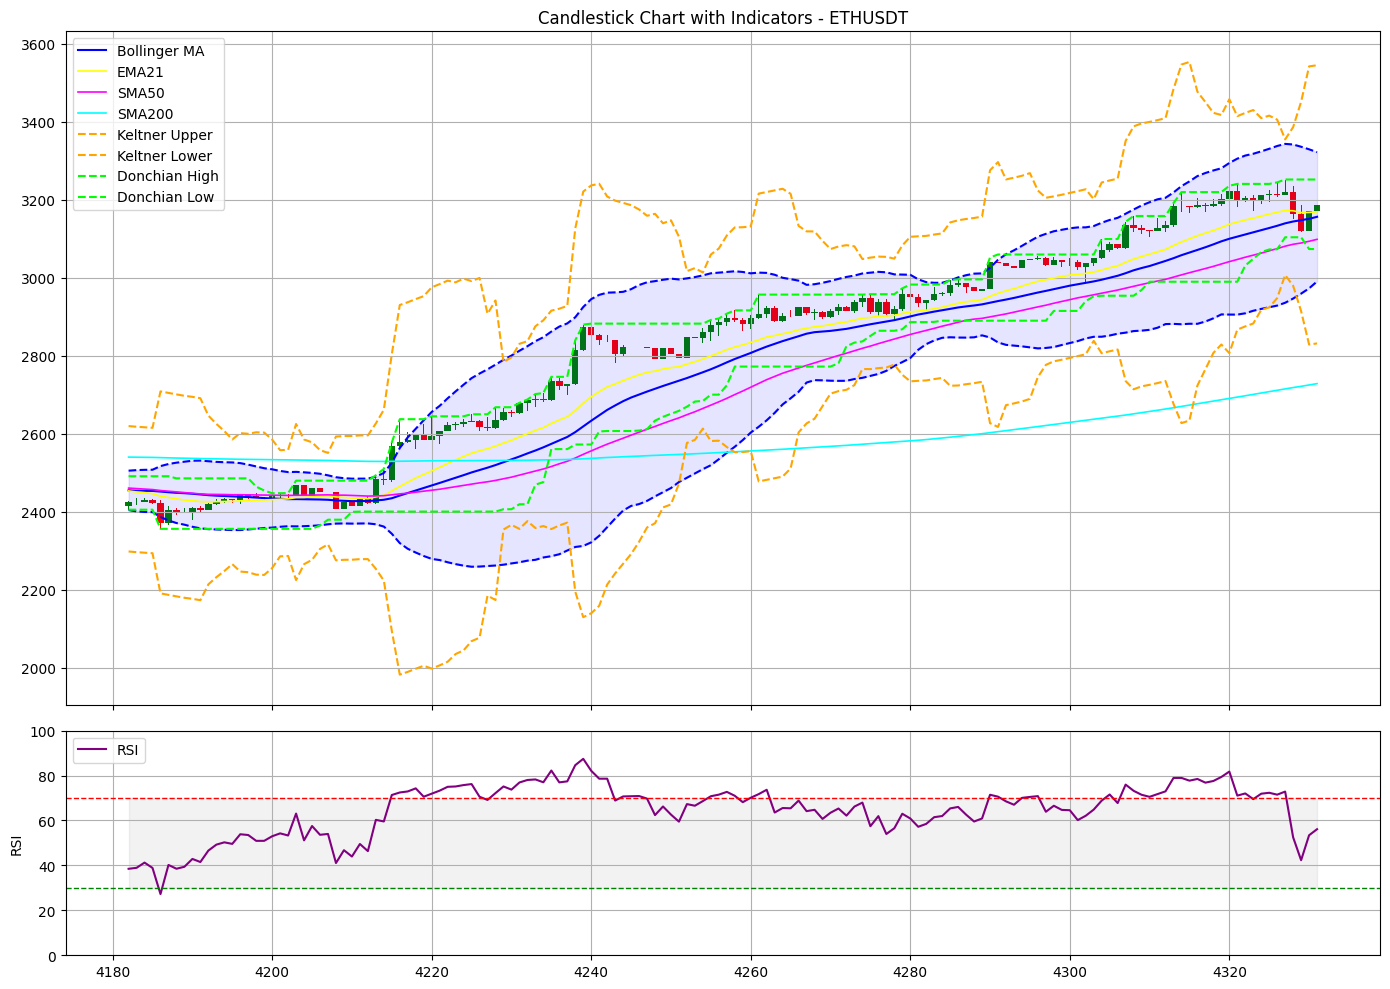 Candlestick Chart with Indicators - ETHUSDT
3600
3400
3200
3000
2800
2600
2400
2200
2000
Bollinger MA
EMA21
SMA50
SMA200
Keltner Upper
Keltner Lower
Donchian High
Donchian Low
100
80
60
40
20
0
RSI
RSI
4180
4200
4220
4240
4260
4280
4300
4320